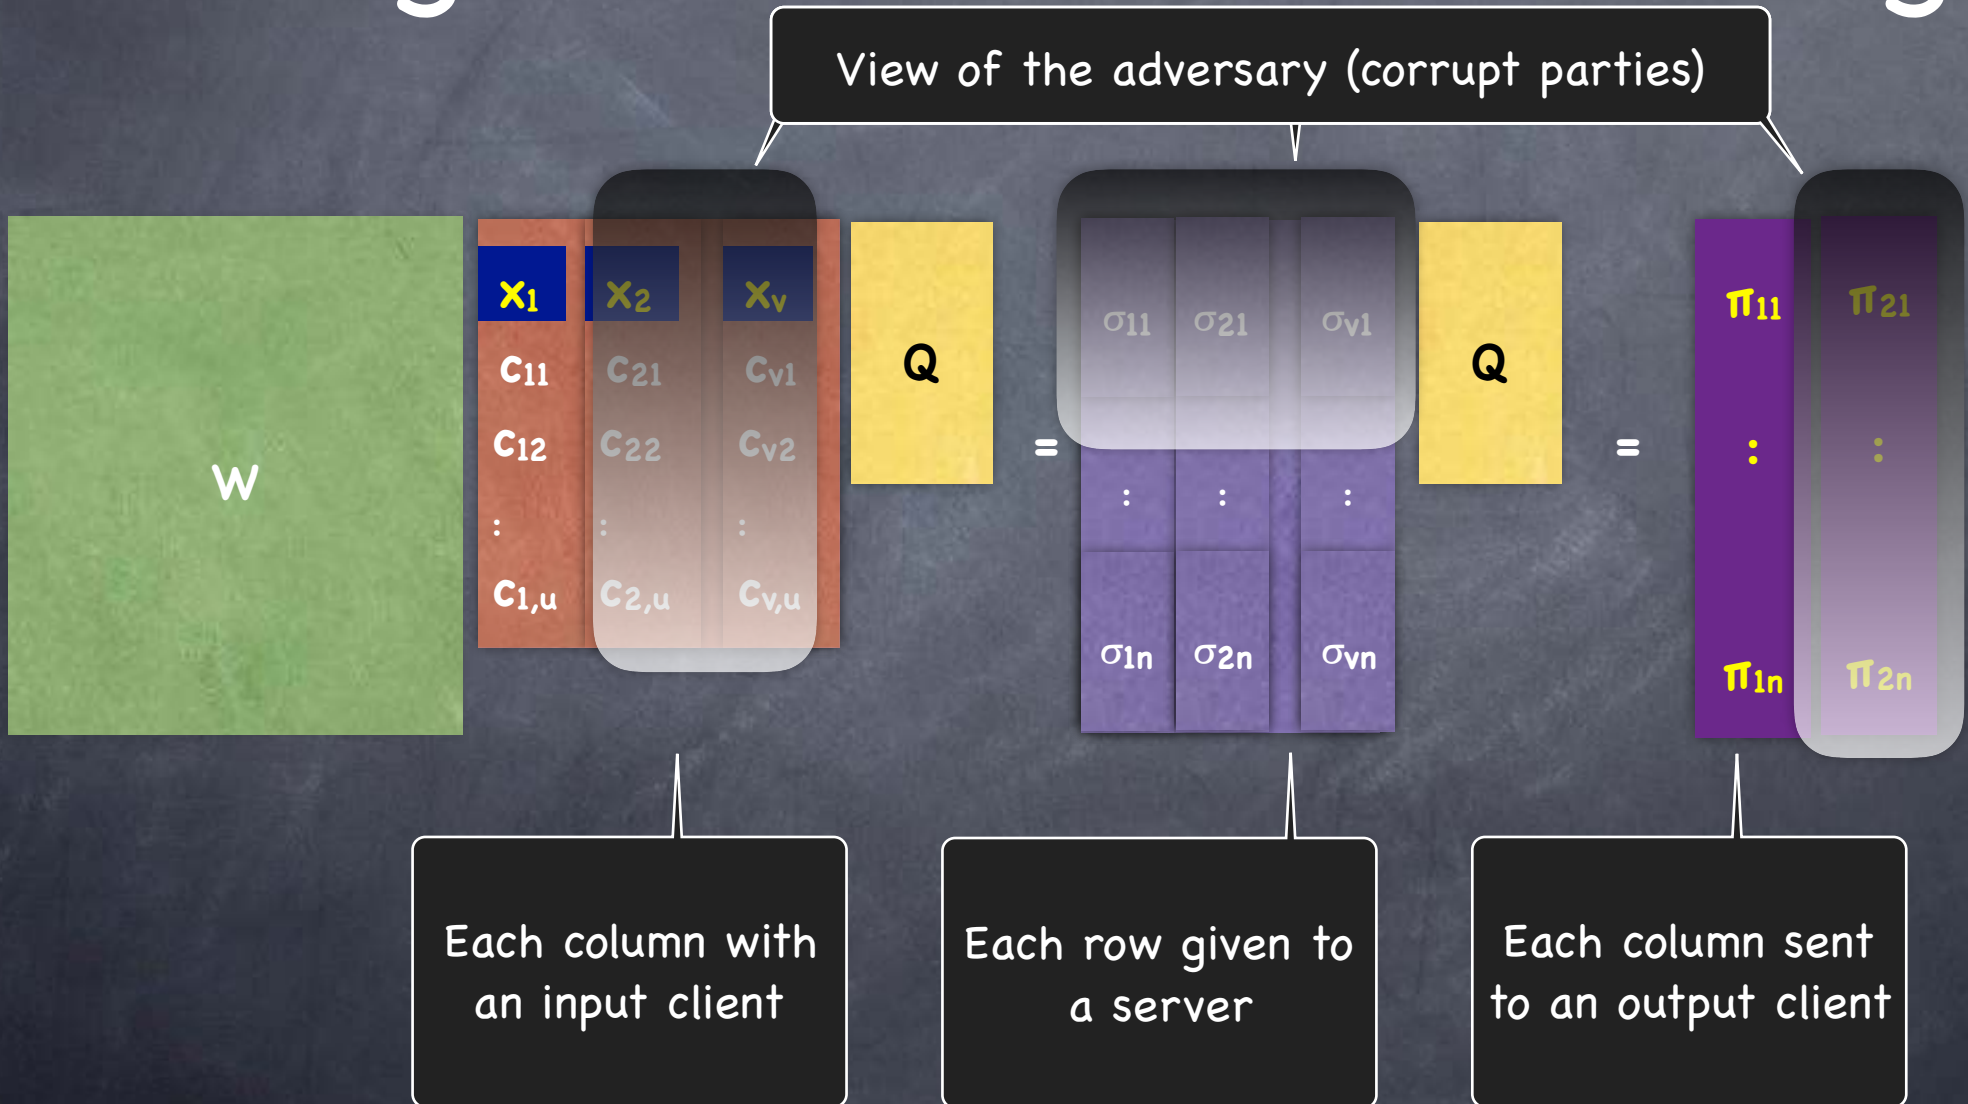 View of the adversary (corrupt parties)
W
x₁ x₂ xᵥ
c₁₁ c₂₁ cᵥ₁
c₁₂ c₂₂ cᵥ₂
: : :
c₁,ᵤ c₂,ᵤ cᵥ,ᵤ
Q
=
σ₁₁ σ₂₁ σᵥ₁
: : :
σ₁ₙ σ₂ₙ σᵥₙ
Q
=
π₁₁ π₂₁
: :
π₁ₙ π₂ₙ
Each column with
an input client
Each row given to
a server
Each column sent
to an output client